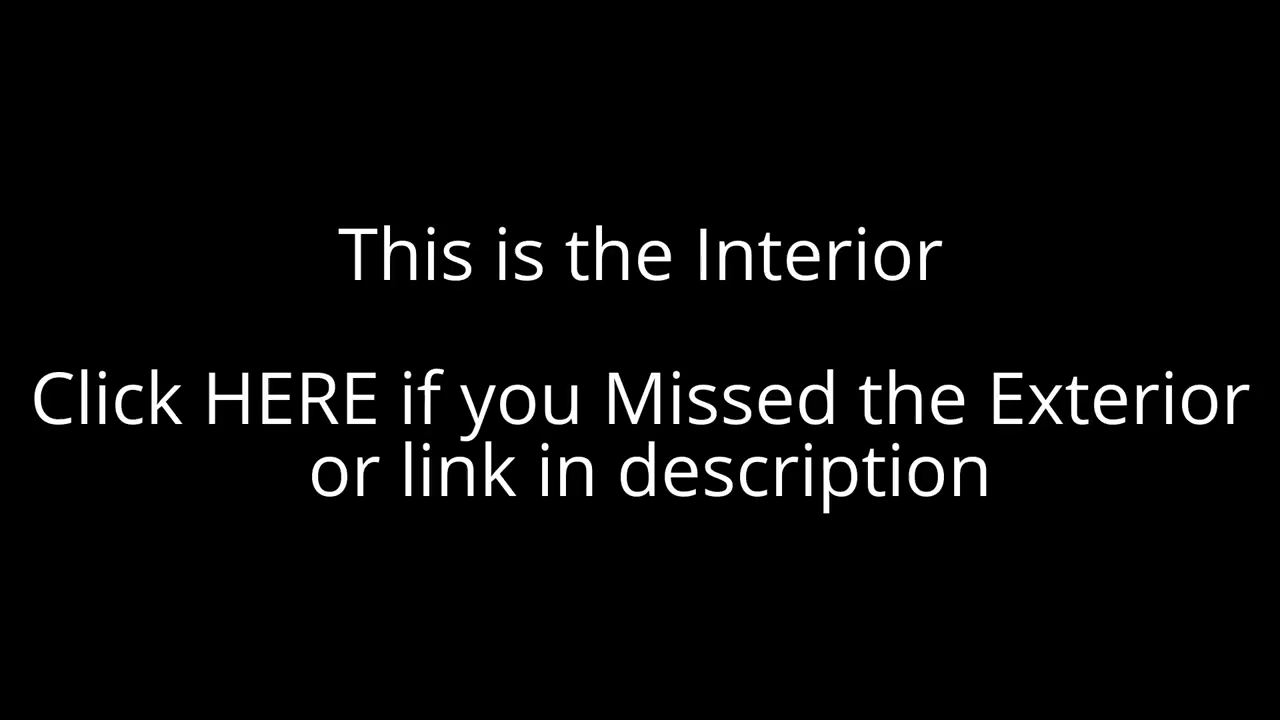 This is the Interior
Click HERE if you Missed the Exterior
or link in description